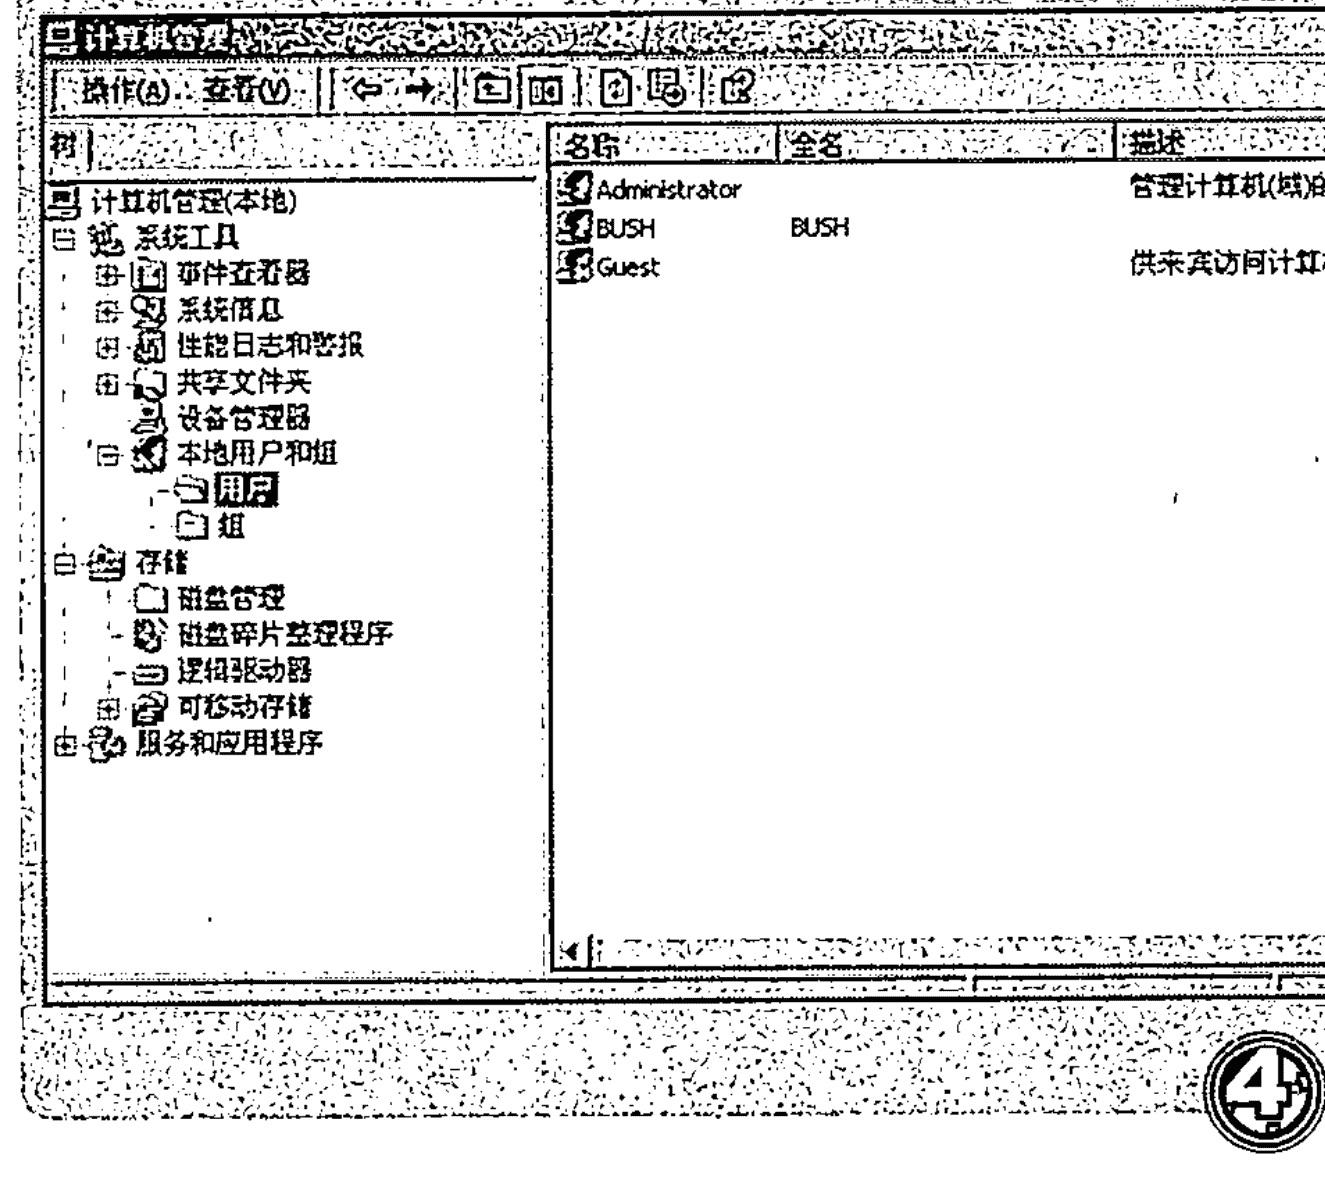 计算机管理
操作(A) 查看(V)
树
名称 全名 描述
计算机管理(本地)
系统工具
事件查看器
系统信息
性能日志和警报
共享文件夹
设备管理器
本地用户和组
用户
组
存储
磁盘管理
磁盘碎片整理程序
逻辑驱动器
可移动存储
服务和应用程序
Administrator 管理计算机(域)的
BUSH BUSH
Guest 供来宾访问计算机
4